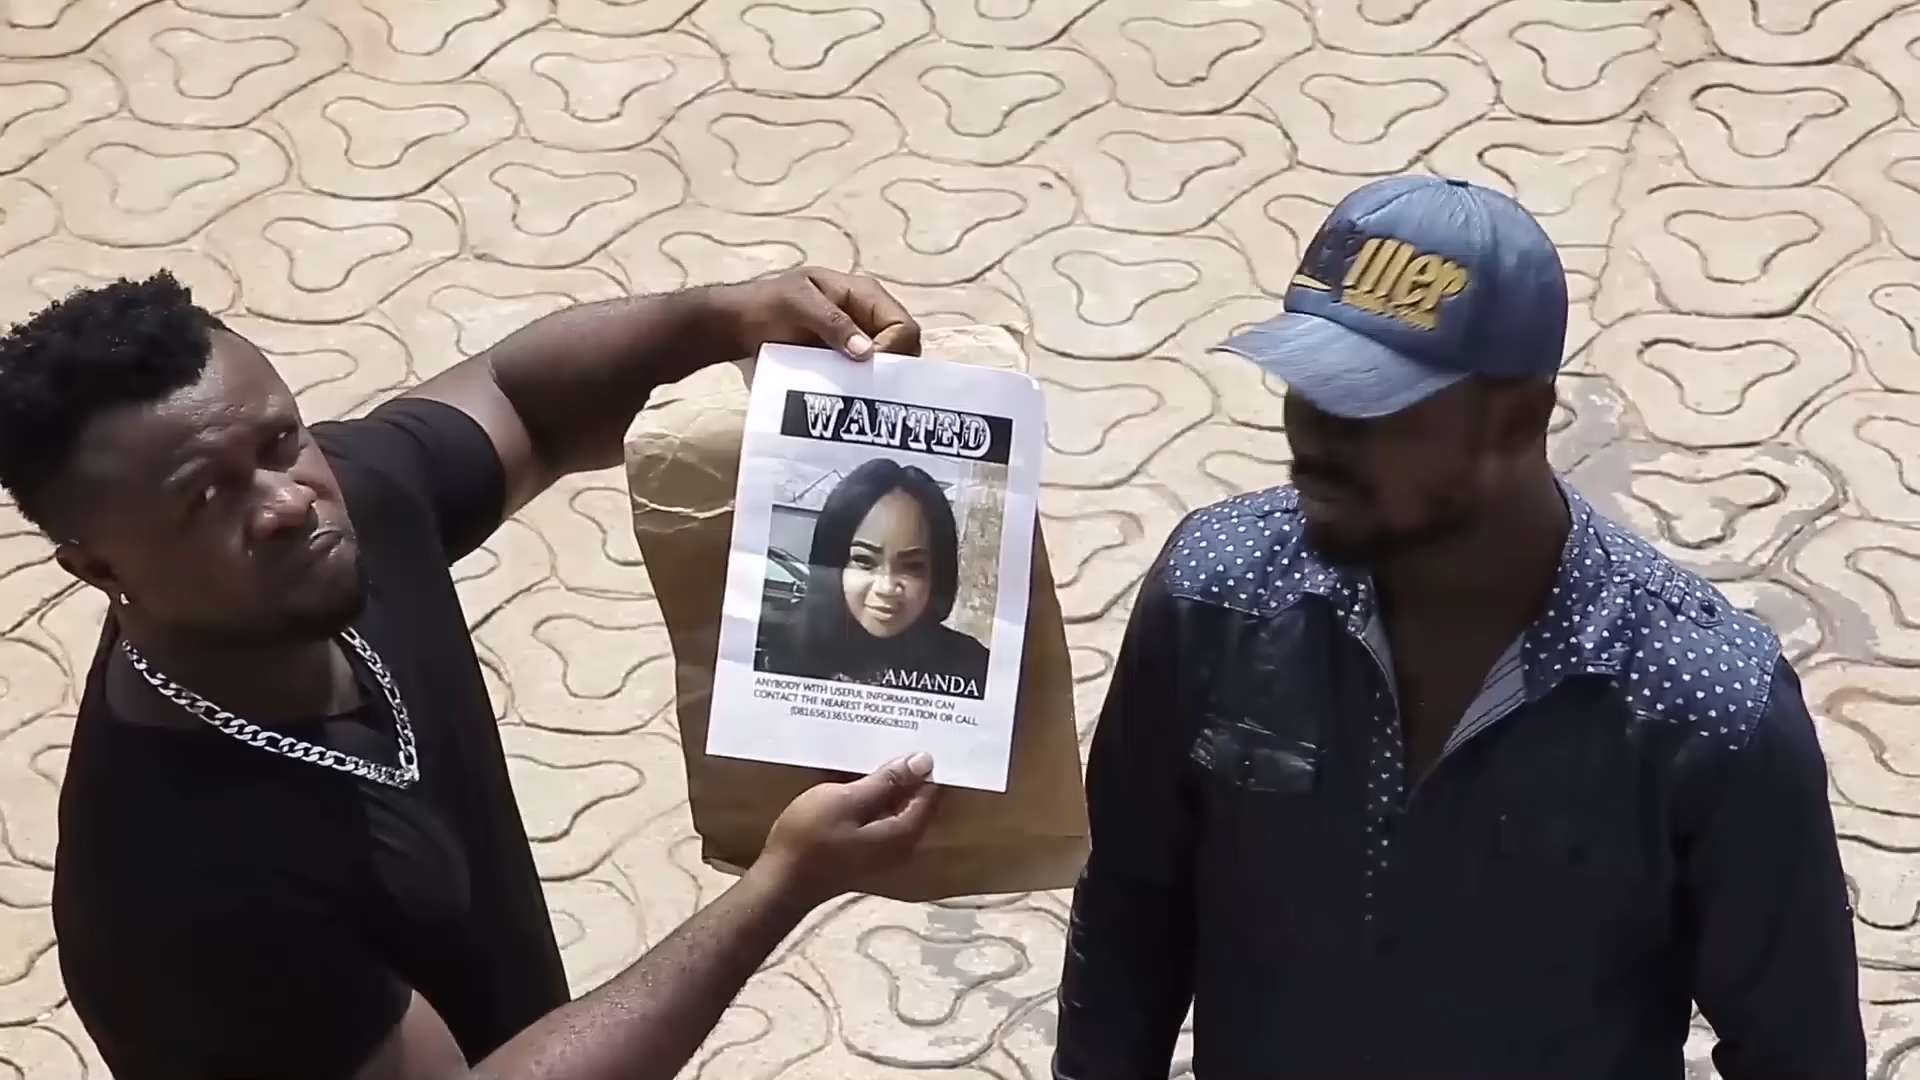 WANTED
AMANDA
ANYBODY WITH USEFUL INFORMATION CAN
CONTACT THE NEAREST POLICE STATION OR CALL
(08165633655/09066628103)